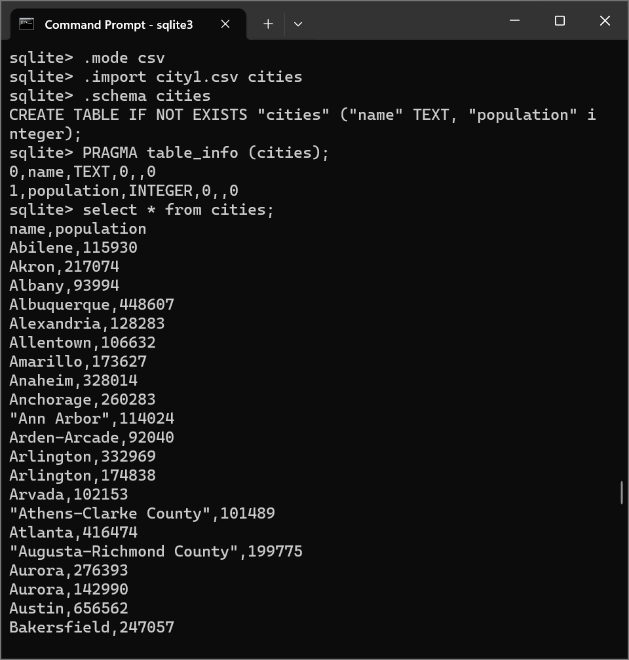 Command Prompt - sqlite3
sqlite> .mode csv
sqlite> .import city1.csv cities
sqlite> .schema cities
CREATE TABLE IF NOT EXISTS "cities" ("name" TEXT, "population" i
nteger);
sqlite> PRAGMA table_info (cities);
0,name,TEXT,0,,0
1,population,INTEGER,0,,0
sqlite> select * from cities;
name,population
Abilene,115930
Akron,217074
Albany,93994
Albuquerque,448607
Alexandria,128283
Allentown,106632
Amarillo,173627
Anaheim,328014
Anchorage,260283
"Ann Arbor",114024
Arden-Arcade,92040
Arlington,332969
Arlington,174838
Arvada,102153
"Athens-Clarke County",101489
Atlanta,416474
"Augusta-Richmond County",199775
Aurora,276393
Aurora,142990
Austin,656562
Bakersfield,247057